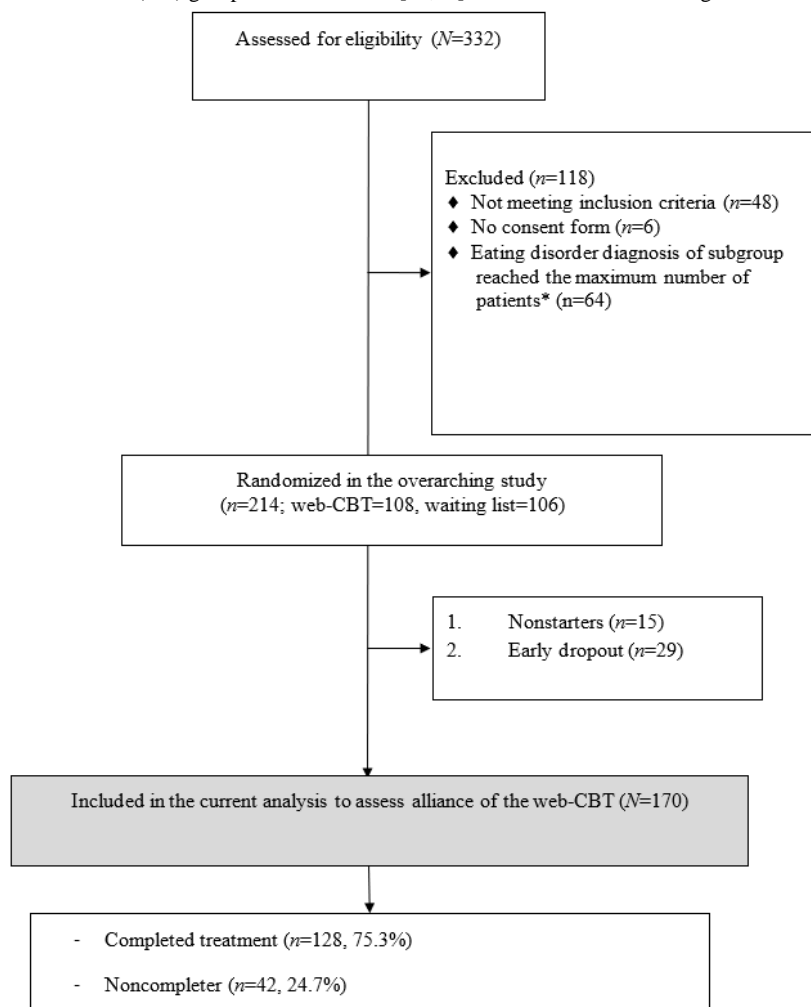 Assessed for eligibility (N=332)
Excluded (n=118)
♦ Not meeting inclusion criteria (n=48)
♦ No consent form (n=6)
♦ Eating disorder diagnosis of subgroup
reached the maximum number of
patients* (n=64)
Randomized in the overarching study
(n=214; web-CBT=108, waiting list=106)
1. Nonstarters (n=15)
2. Early dropout (n=29)
Included in the current analysis to assess alliance of the web-CBT (N=170)
- Completed treatment (n=128, 75.3%)
- Noncompleter (n=42, 24.7%)